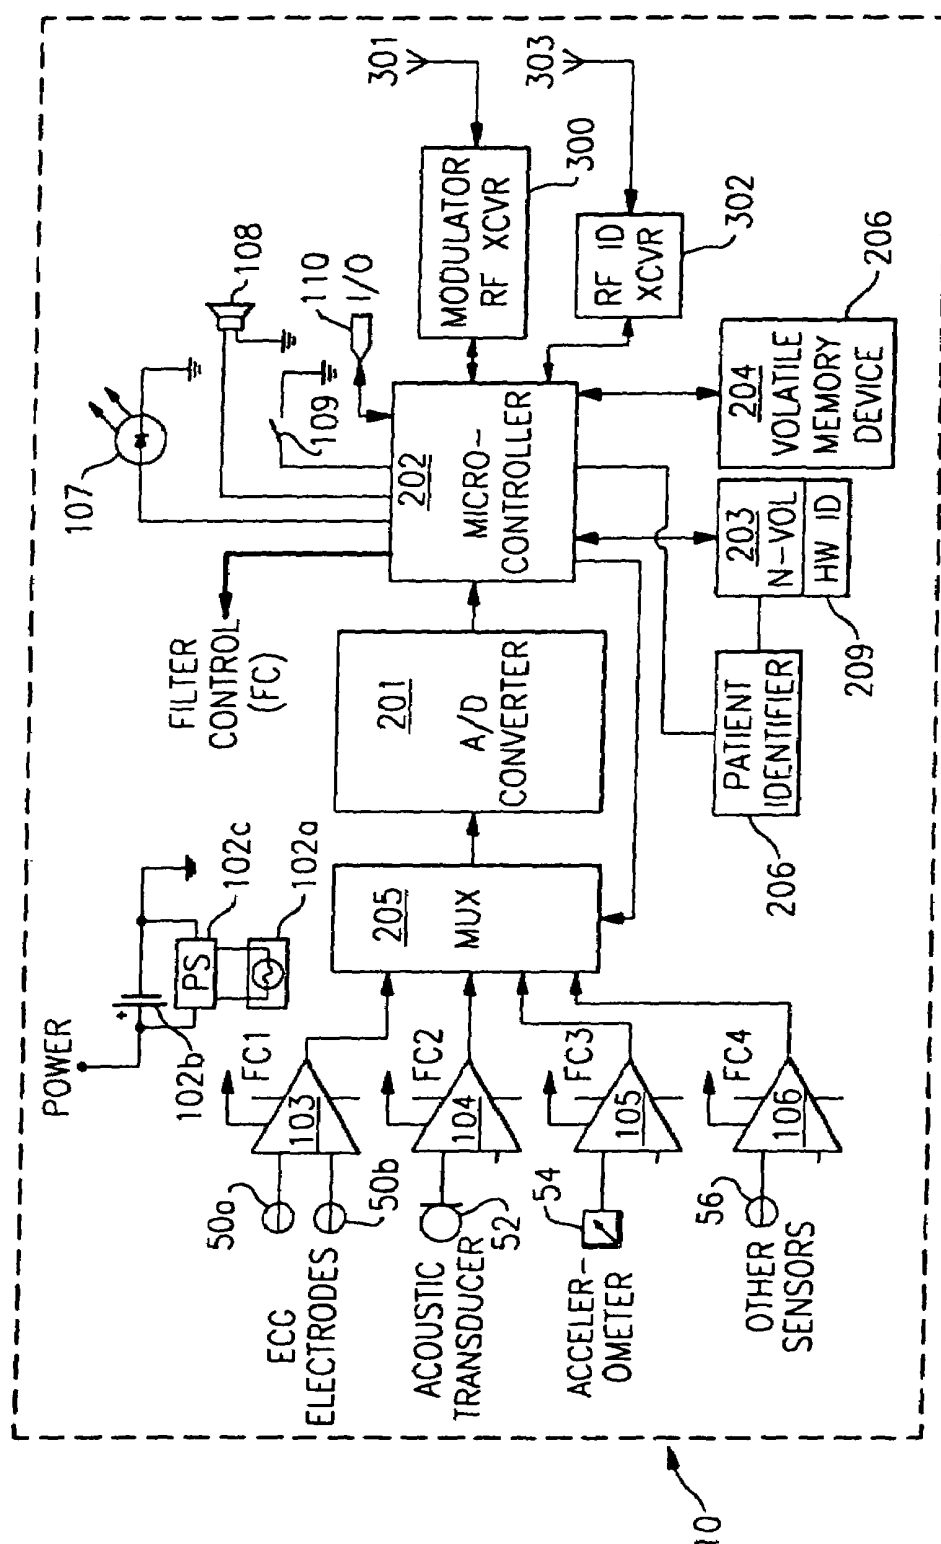 POWER
102b
PS
102c
102a
107
108
109
110
I/O
FILTER
CONTROL
(FC)
50a
50b
ECG
ELECTRODES
103
FC1
ACOUSTIC
TRANSDUCER
52
104
FC2
ACCELER-
OMETER
54
105
FC3
OTHER
SENSORS
56
106
FC4
205
MUX
201
A/D
CONVERTER
202
MICRO-
CONTROLLER
MODULATOR
RF XCVR
300
301
RF ID
XCVR
302
303
PATIENT
IDENTIFIER
206
203
N-VOL
HW ID
209
204
VOLATILE
MEMORY
DEVICE
206
10